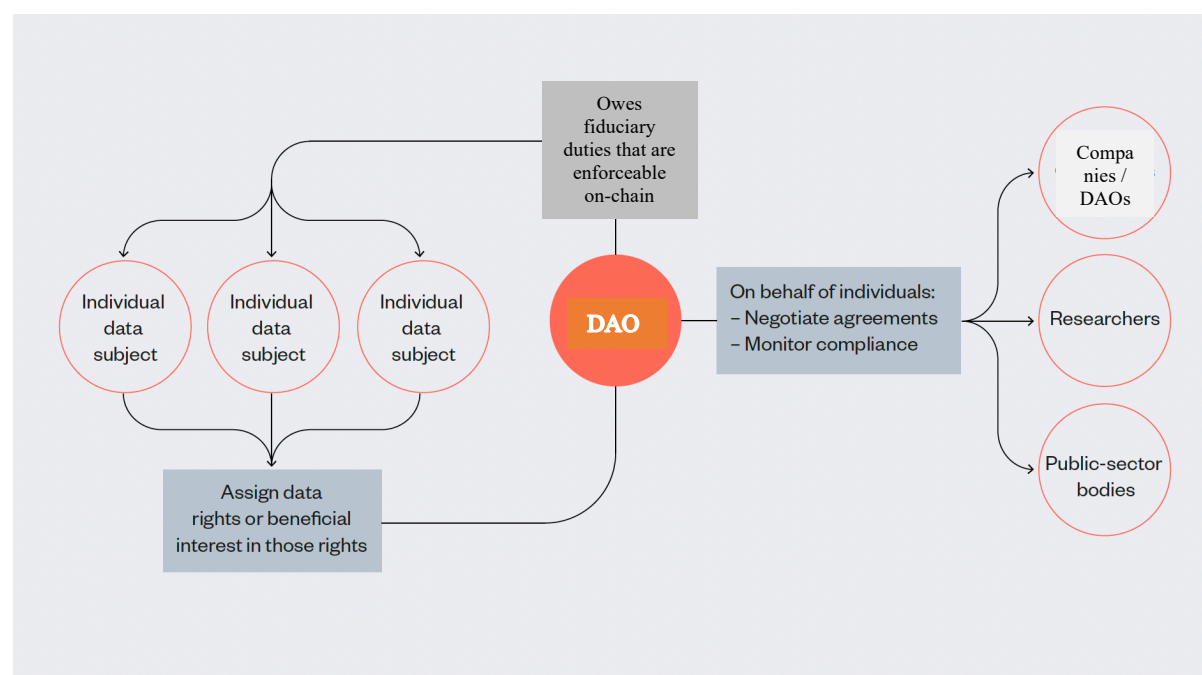 Owes
fiduciary
duties that are
enforceable
on-chain
Individual
data
subject
Individual
data
subject
Individual
data
subject
Assign data
rights or beneficial
interest in those rights
DAO
On behalf of individuals:
– Negotiate agreements
– Monitor compliance
Compa
nies /
DAOs
Researchers
Public-sector
bodies